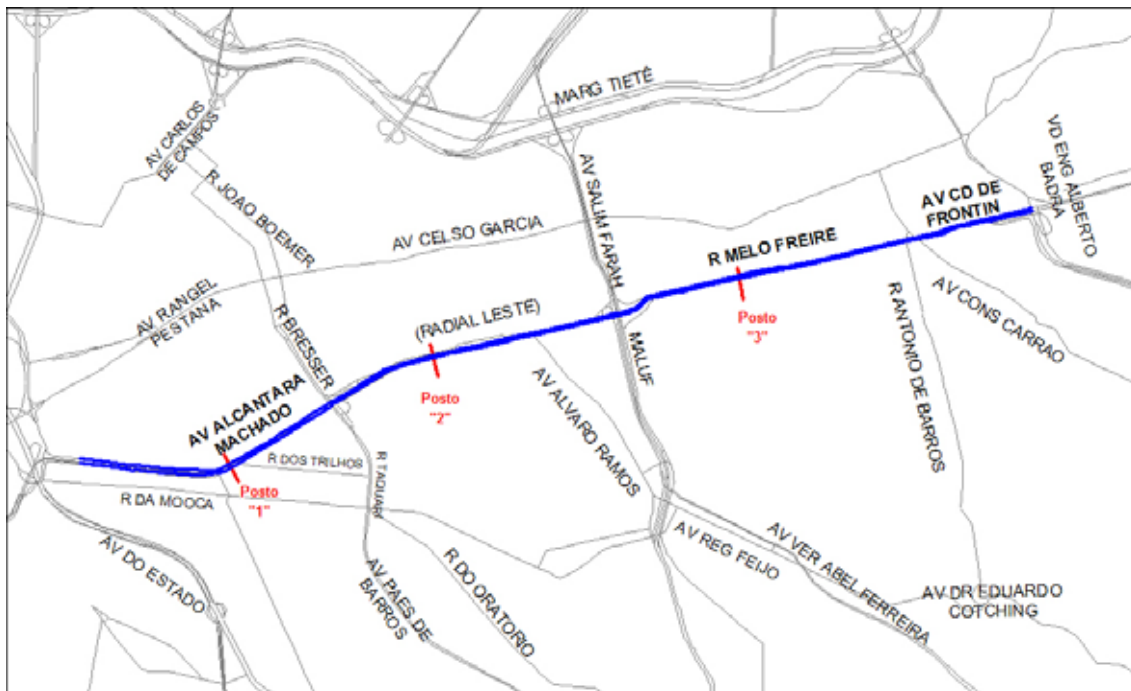 MARG TIETÊ
AV CARLOS
DE CAMPOS
R JOAO BOEMER
AV SALIM FARAH
MALUF
VD ENG ALBERTO
BADRA
AV CD DE
FRONTIN
AV CELSO GARCIA
R MELO FREIRE
AV RANGEL
PESTANA
R BRESSER
(RADIAL LESTE)
Posto
"3"
AV CONS CARRAO
R ANTONIO DE BARROS
Posto
"2"
AV ALCANTARA
MACHADO
AV ALVARO RAMOS
R DOS TRILHOS
R TAQUARI
Posto
"1"
R DA MOOCA
AV DO ESTADO
AV PAES DE
BARROS
R DO ORATORIO
AV REG FEIJO
AV VER ABEL FERREIRA
AV DR EDUARDO
COTCHING